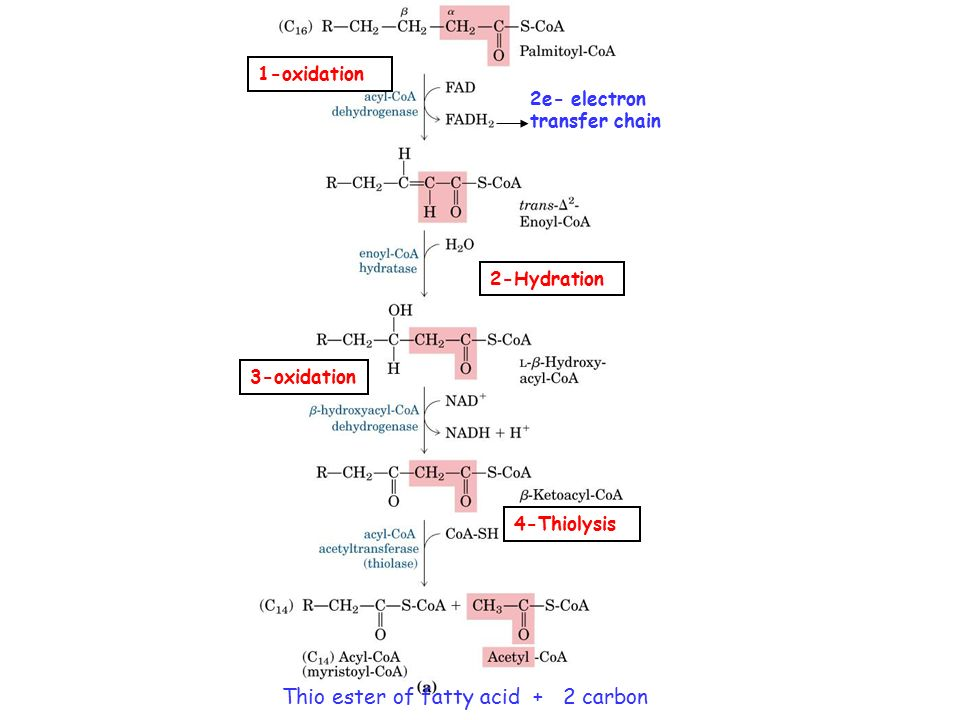 β α
(C₁₆) R—CH₂—CH₂—CH₂—C—S-CoA
O
Palmitoyl-CoA
1-oxidation
acyl-CoA
dehydrogenase
FAD
FADH₂
2e- electron
transfer chain
H
R—CH₂—C=C—C—S-CoA
H O
trans-Δ²-
Enoyl-CoA
enoyl-CoA
hydratase
H₂O
2-Hydration
OH
R—CH₂—C—CH₂—C—S-CoA
H O
L-β-Hydroxy-
acyl-CoA
3-oxidation
β-hydroxyacyl-CoA
dehydrogenase
NAD⁺
NADH + H⁺
R—CH₂—C—CH₂—C—S-CoA
O O
β-Ketoacyl-CoA
4-Thiolysis
acyl-CoA
acetyltransferase
(thiolase)
CoA-SH
(C₁₄) R—CH₂—C—S-CoA + CH₃—C—S-CoA
O O
(C₁₄) Acyl-CoA
(myristoyl-CoA)
Acetyl -CoA
(a)
Thio ester of fatty acid + 2 carbon